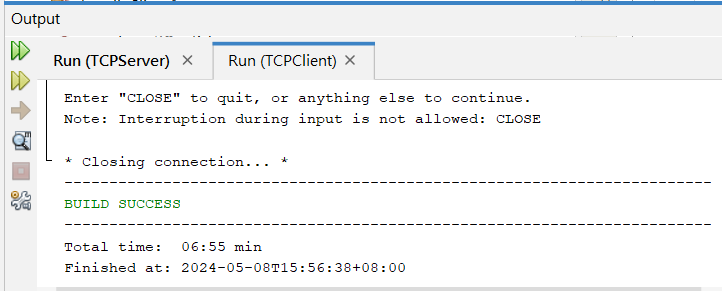 Output
Run (TCPServer) × Run (TCPClient) ×
Enter "CLOSE" to quit, or anything else to continue.
Note: Interruption during input is not allowed: CLOSE
* Closing connection... *
------------------------------------------------------------------------
BUILD SUCCESS
------------------------------------------------------------------------
Total time:  06:55 min
Finished at: 2024-05-08T15:56:38+08:00